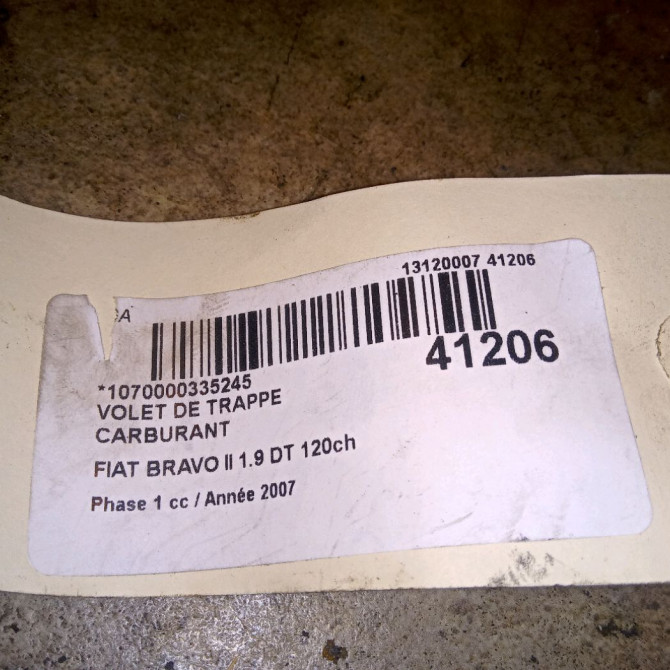 13120007 41206
A
41206
*1070000335245
VOLET DE TRAPPE
CARBURANT
FIAT BRAVO II 1.9 DT 120ch
Phase 1 cc / Année 2007